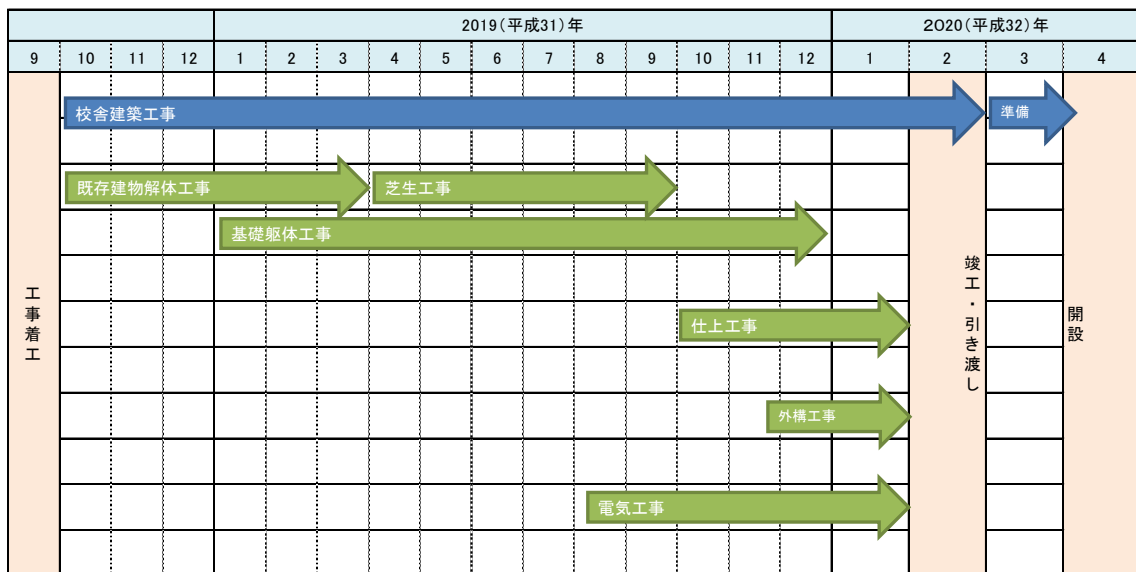 2019(平成31)年 2020(平成32)年
9 10 11 12 1 2 3 4 5 6 7 8 9 10 11 12 1 2 3 4
校舎建築工事 準備
既存建物解体工事 芝生工事
基礎躯体工事
工事着工
竣工・引き渡し
開設
仕上工事
外構工事
電気工事